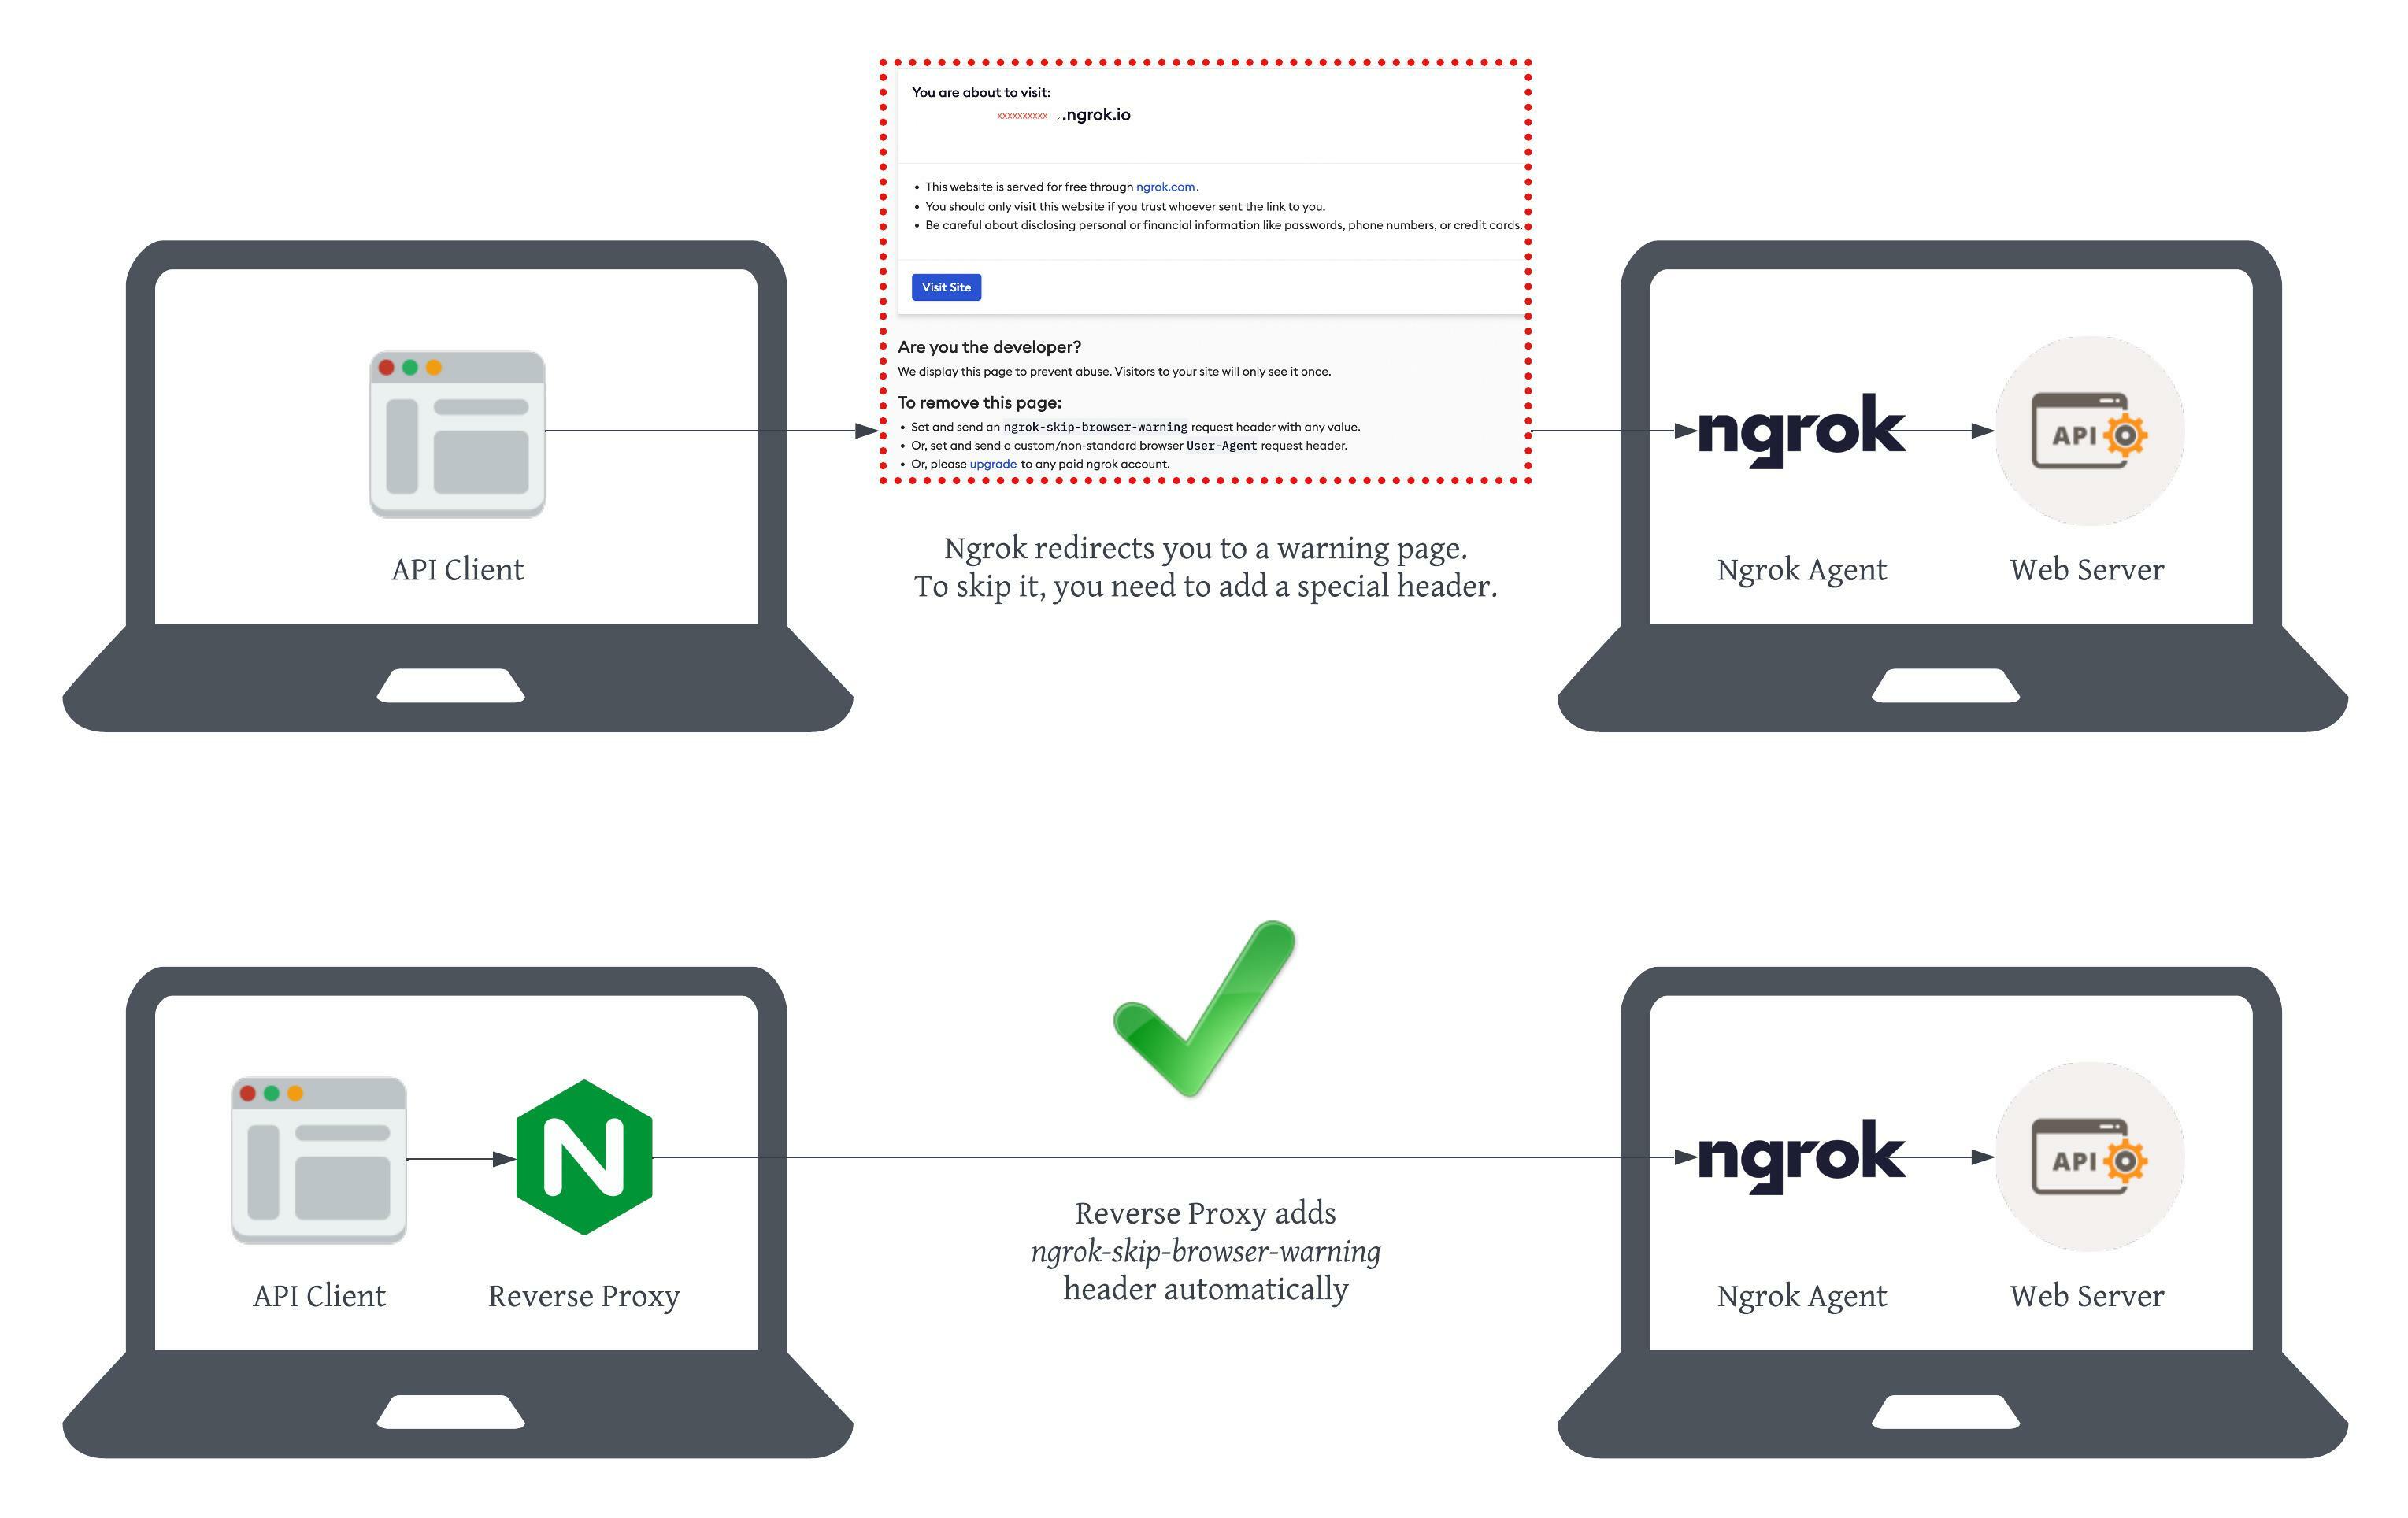 You are about to visit:
xxxxxxxxxx .ngrok.io
• This website is served for free through ngrok.com.
• You should only visit this website if you trust whoever sent the link to you.
• Be careful about disclosing personal or financial information like passwords, phone numbers, or credit cards.
Visit Site
Are you the developer?
We display this page to prevent abuse. Visitors to your site will only see it once.
To remove this page:
• Set and send an ngrok-skip-browser-warning request header with any value.
• Or, set and send a custom/non-standard browser User-Agent request header.
• Or, please upgrade to any paid ngrok account.
ngrok
API
API Client
Ngrok redirects you to a warning page.
To skip it, you need to add a special header.
Ngrok Agent
Web Server
N
ngrok
API
API Client
Reverse Proxy
Reverse Proxy adds
ngrok-skip-browser-warning
header automatically
Ngrok Agent
Web Server